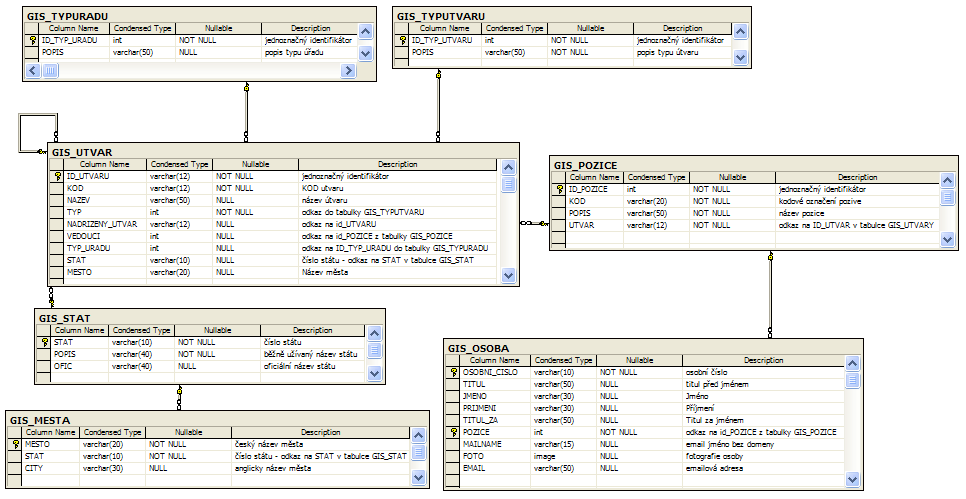 GIS_TYPURADU
Column Name Condensed Type Nullable Description
ID_TYP_URADU int NOT NULL jednoznačný identifikátor
POPIS varchar(50) NULL popis typu úřadu
GIS_TYPUTVARU
Column Name Condensed Type Nullable Description
ID_TYP_UTVARU int NOT NULL jednoznačný identifikátor
POPIS varchar(50) NOT NULL popis typu útvaru
GIS_UTVAR
Column Name Condensed Type Nullable Description
ID_UTVARU varchar(12) NOT NULL jednoznačný identifikátor
KOD varchar(12) NOT NULL KOD utvaru
NAZEV varchar(50) NULL název útvaru
TYP int NOT NULL odkaz do tabulky GIS_TYPUTVARU
NADRIZENY_UTVAR varchar(12) NULL odkaz na id_UTVARU
VEDOUCI int NULL odkaz na id_POZICE z tabulky GIS_POZICE
TYP_URADU int NULL odkaz na ID_TYP_URADU do tabulky GIS_TYPURADU
STAT varchar(10) NULL číslo státu - odkaz na STAT v tabulce GIS_STAT
MESTO varchar(20) NULL Název města
GIS_POZICE
Column Name Condensed Type Nullable Description
ID_POZICE int NOT NULL jednoznačný identifikátor
KOD varchar(20) NOT NULL kodové označení pozive
POPIS varchar(50) NOT NULL název pozice
UTVAR varchar(12) NOT NULL odkaz na ID_UTVAR v tabulce GIS_UTVARY
GIS_STAT
Column Name Condensed Type Nullable Description
STAT varchar(10) NOT NULL číslo státu
POPIS varchar(40) NOT NULL běžně užívaný název státu
OFIC varchar(40) NULL oficiální název státu
GIS_OSOBA
Column Name Condensed Type Nullable Description
OSOBNI_CISLO varchar(10) NOT NULL osobní číslo
TITUL varchar(50) NULL titul před jménem
JMENO varchar(30) NULL Jméno
PRIJMENI varchar(30) NULL Příjmení
TITUL_ZA varchar(50) NULL Titul za jménem
POZICE int NOT NULL odkaz na id_POZICE z tabulky GIS_POZICE
MAILNAME varchar(15) NULL email jméno bez domeny
FOTO image NULL fotografie osoby
EMAIL varchar(50) NULL emailová adresa
GIS_MESTA
Column Name Condensed Type Nullable Description
MESTO varchar(20) NOT NULL český název města
STAT varchar(10) NOT NULL číslo státu - odkaz na STAT v tabulce GIS_STAT
CITY varchar(30) NULL anglicky název města